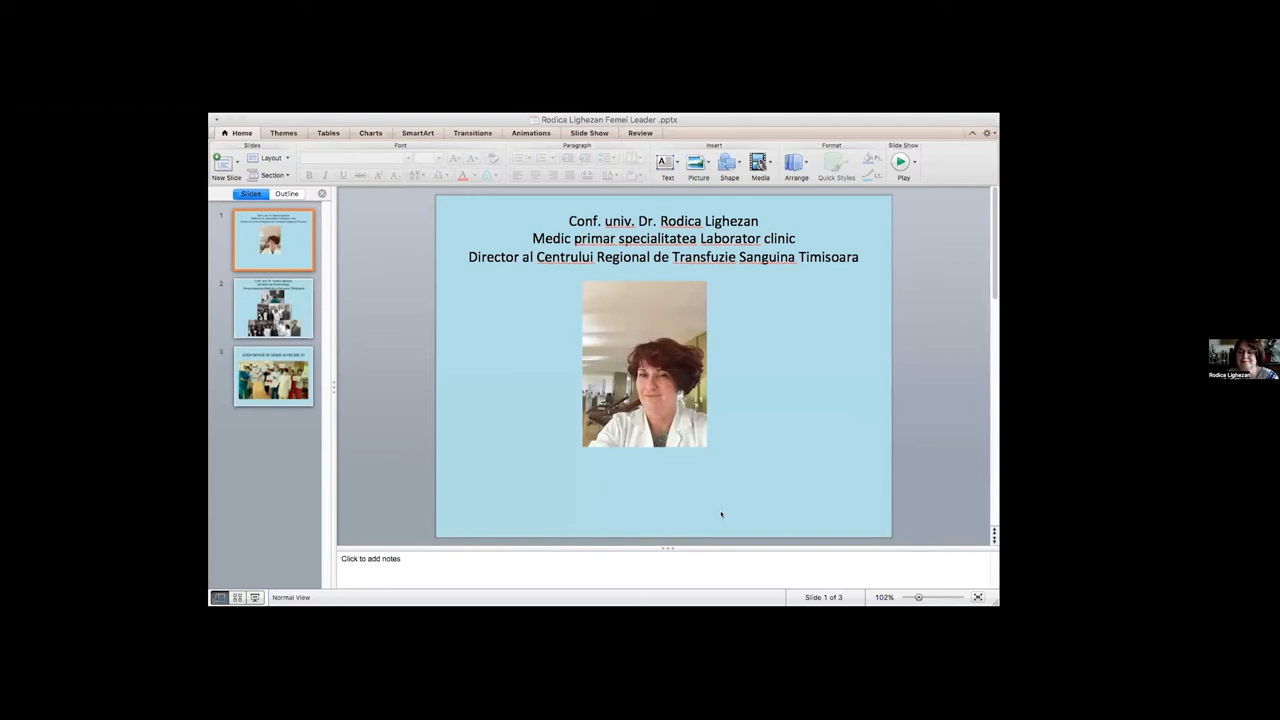 Rodica Lighezan Femei Leader .pptx
Home
Themes
Tables
Charts
SmartArt
Transitions
Animations
Slide Show
Review
Slides
Font
Paragraph
Insert
Format
Slide Show
New Slide
Layout
Section
Text
Picture
Shape
Media
Arrange
Quick Styles
Play
Slides
Outline
1
2
3
Conf. univ. Dr. Rodica Lighezan
Medic primar specialitatea Laborator clinic
Director al Centrului Regional de Transfuzie Sanguina Timisoara
Rodica Lighezan
Click to add notes
Normal View
Slide 1 of 3
102%